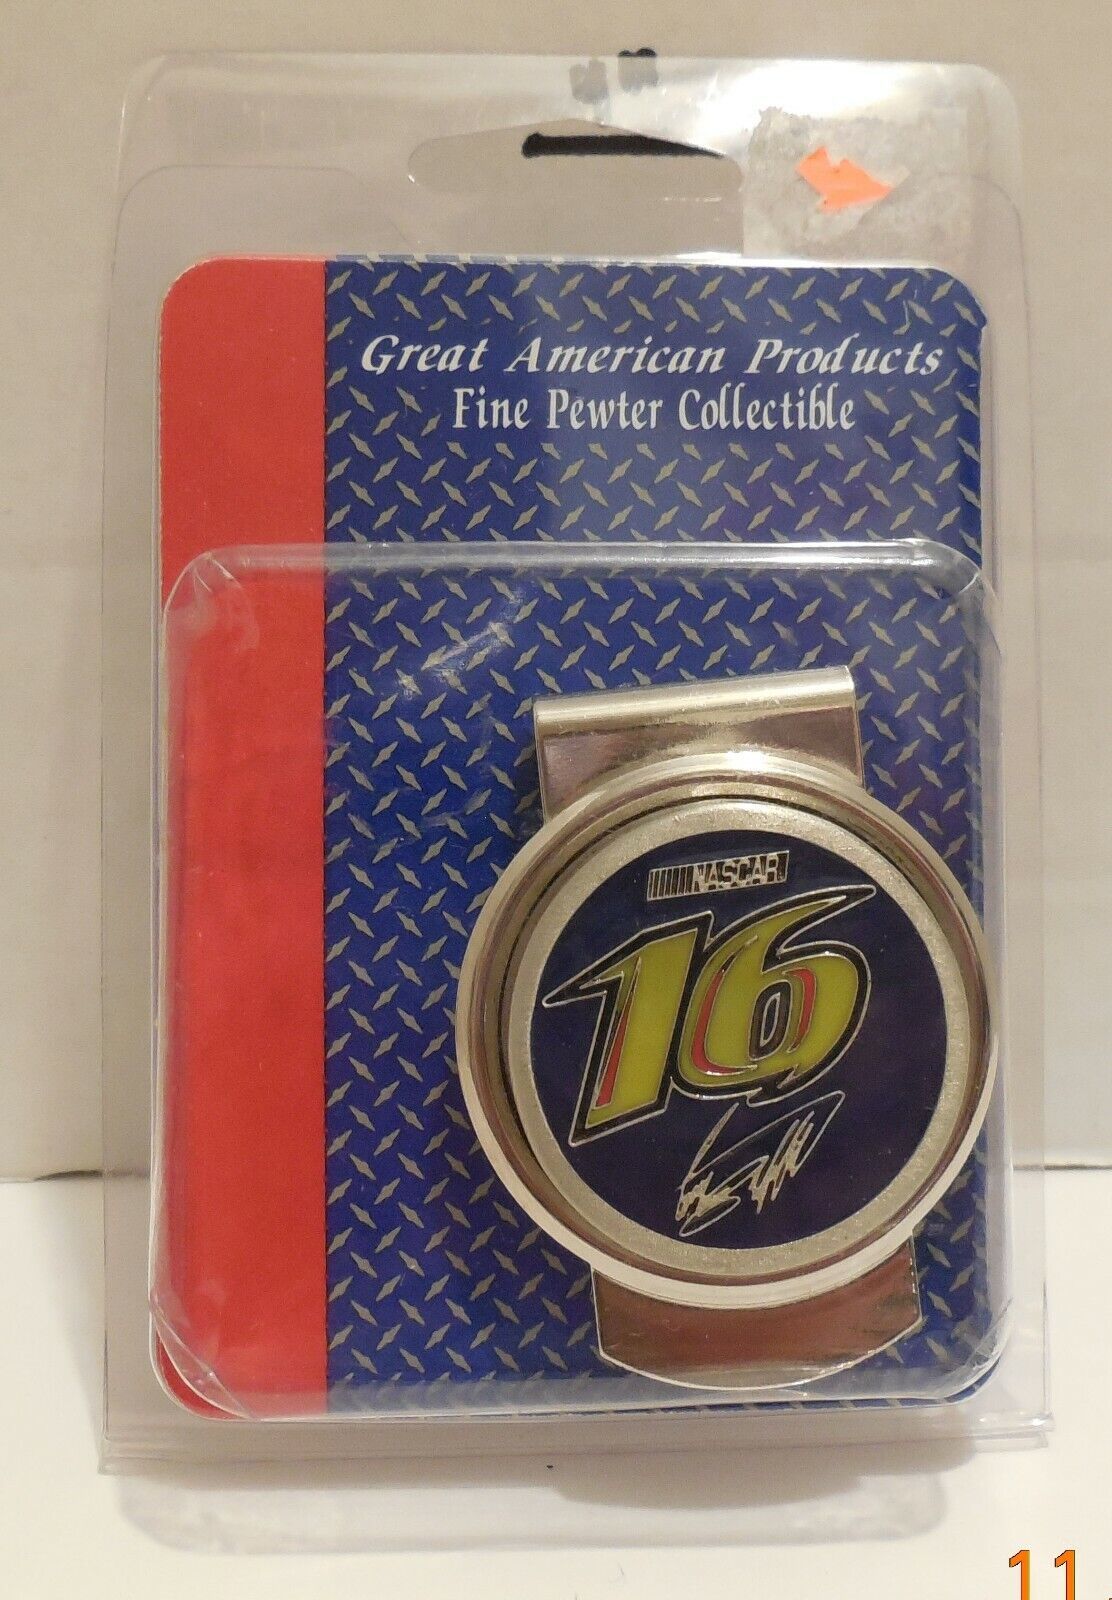 Great American Products
Fine Pewter Collectible
NASCAR
16
11